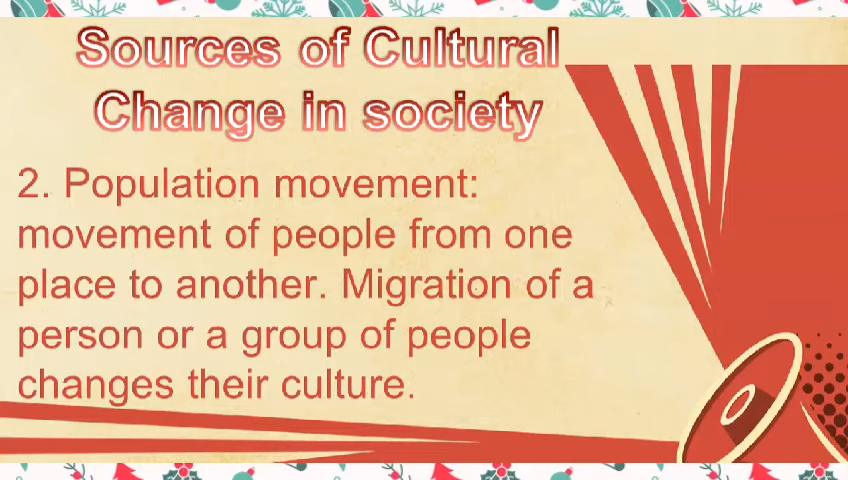 Sources of Cultural
Change in society
2. Population movement:
movement of people from one
place to another. Migration of a
person or a group of people
changes their culture.